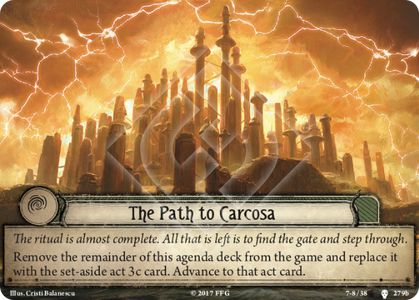 The Path to Carcosa
The ritual is almost complete. All that is left is to find the gate and step through.
Remove the remainder of this agenda deck from the game and replace it
with the set-aside act 3c card. Advance to that act card.
Illus. Cristi Balanescu
© 2017 FFG
7-8/38
279b